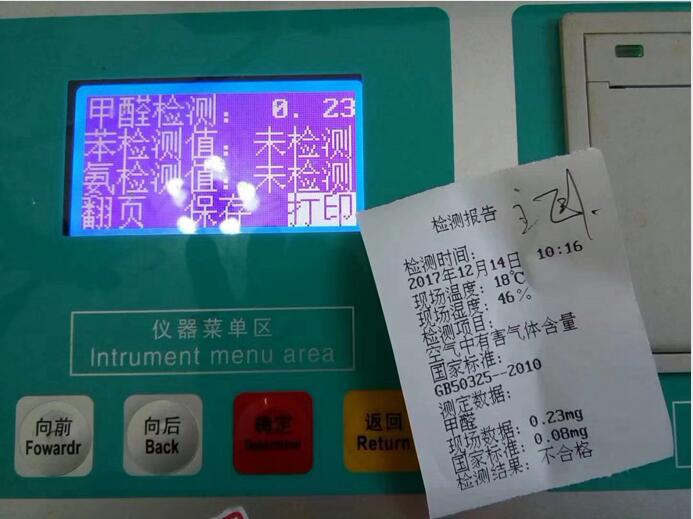 甲醛检测: 0. 23
苯检测值: 未检测
氨检测值: 未检测
翻页 保存 打印
仪器菜单区
Intrument menu area
向前
Fowardr
向后
Back
确定
返回
Return
检测报告
检测时间:
2017年12月14日 10:16
现场温度: 18℃
现场湿度: 46%
检测项目:
空气中有害气体含量
国家标准:
GB50325--2010
测定数据:
甲醛
现场数据: 0.23mg
国家标准: 0.08mg
检测结果: 不合格